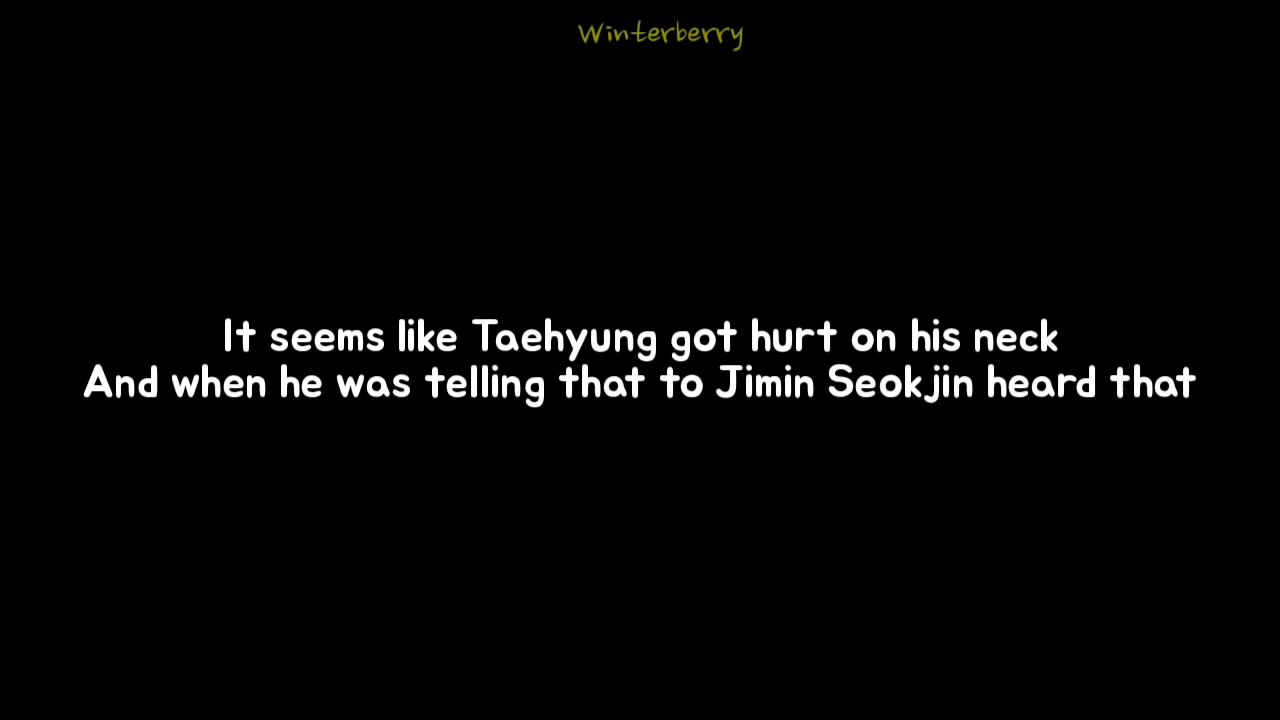 Winterberry
It seems like Taehyung got hurt on his neck
And when he was telling that to Jimin Seokjin heard that